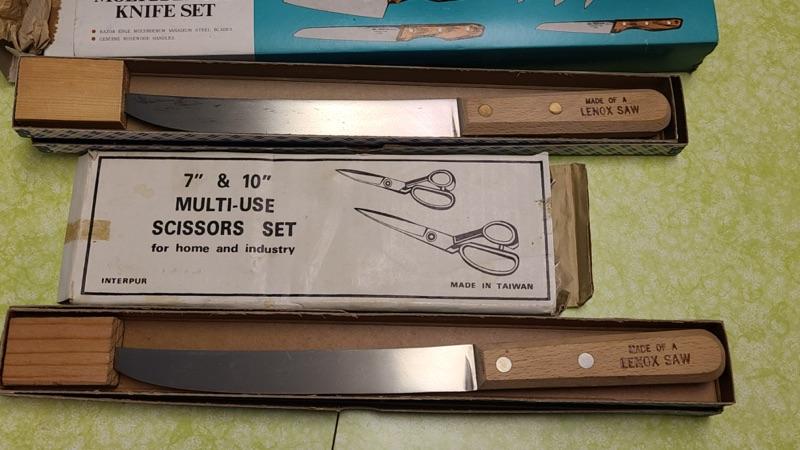 KNIFE SET
RAZOR EDGE MOLYBDENUM VANADIUM STEEL BLADES
GENUINE ROSEWOOD HANDLES
MADE OF A
LENOX SAW
7" & 10"
MULTI-USE
SCISSORS SET
for home and industry
INTERPUR
MADE IN TAIWAN
MADE OF A
LENOX SAW